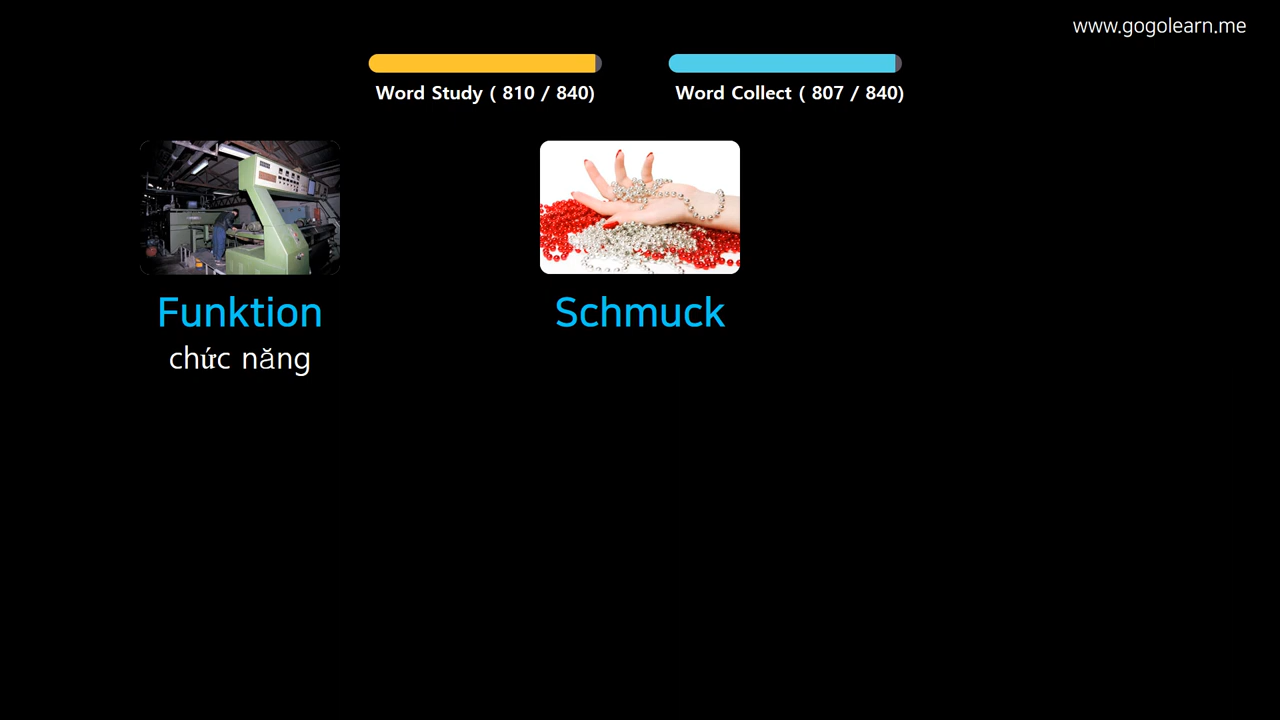 www.gogolearn.me
Word Study ( 810 / 840)
Word Collect ( 807 / 840)
Funktion
Schmuck
chức năng